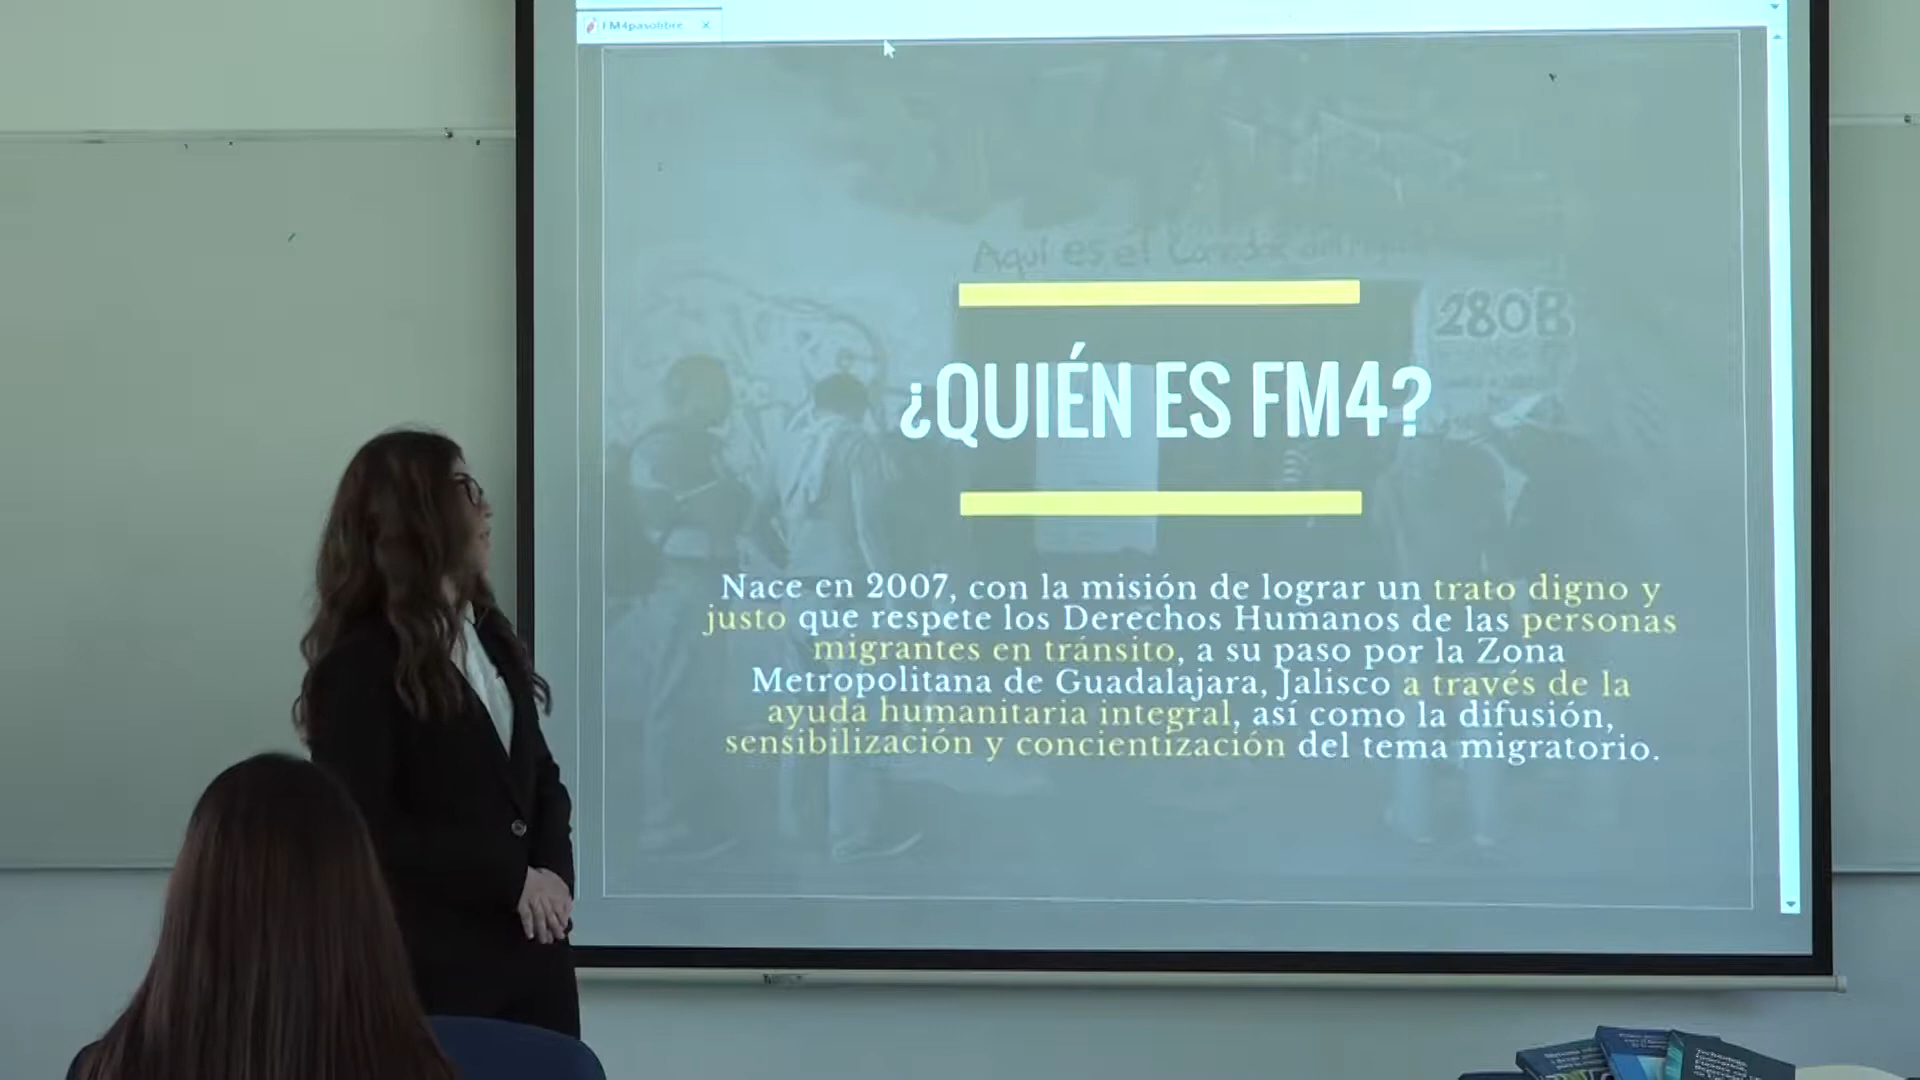 FM4pasolibre
Aquí es el
280B
¿QUIÉN ES FM4?
Nace en 2007, con la misión de lograr un trato digno y
justo que respete los Derechos Humanos de las personas
migrantes en tránsito, a su paso por la Zona
Metropolitana de Guadalajara, Jalisco a través de la
ayuda humanitaria integral, así como la difusión,
sensibilización y concientización del tema migratorio.